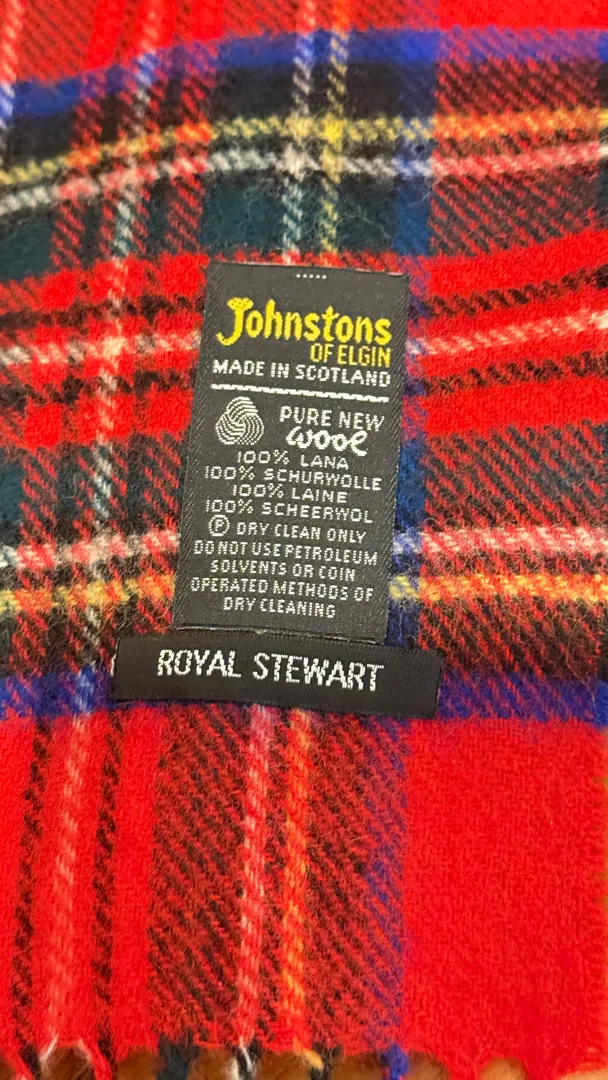 Johnstons
OF ELGIN
MADE IN SCOTLAND
PURE NEW
wool
100% LANA
100% SCHURWOLLE
100% LAINE
100% SCHEERWOL
Ⓟ DRY CLEAN ONLY
DO NOT USE PETROLEUM
SOLVENTS OR COIN
OPERATED METHODS OF
DRY CLEANING
ROYAL STEWART